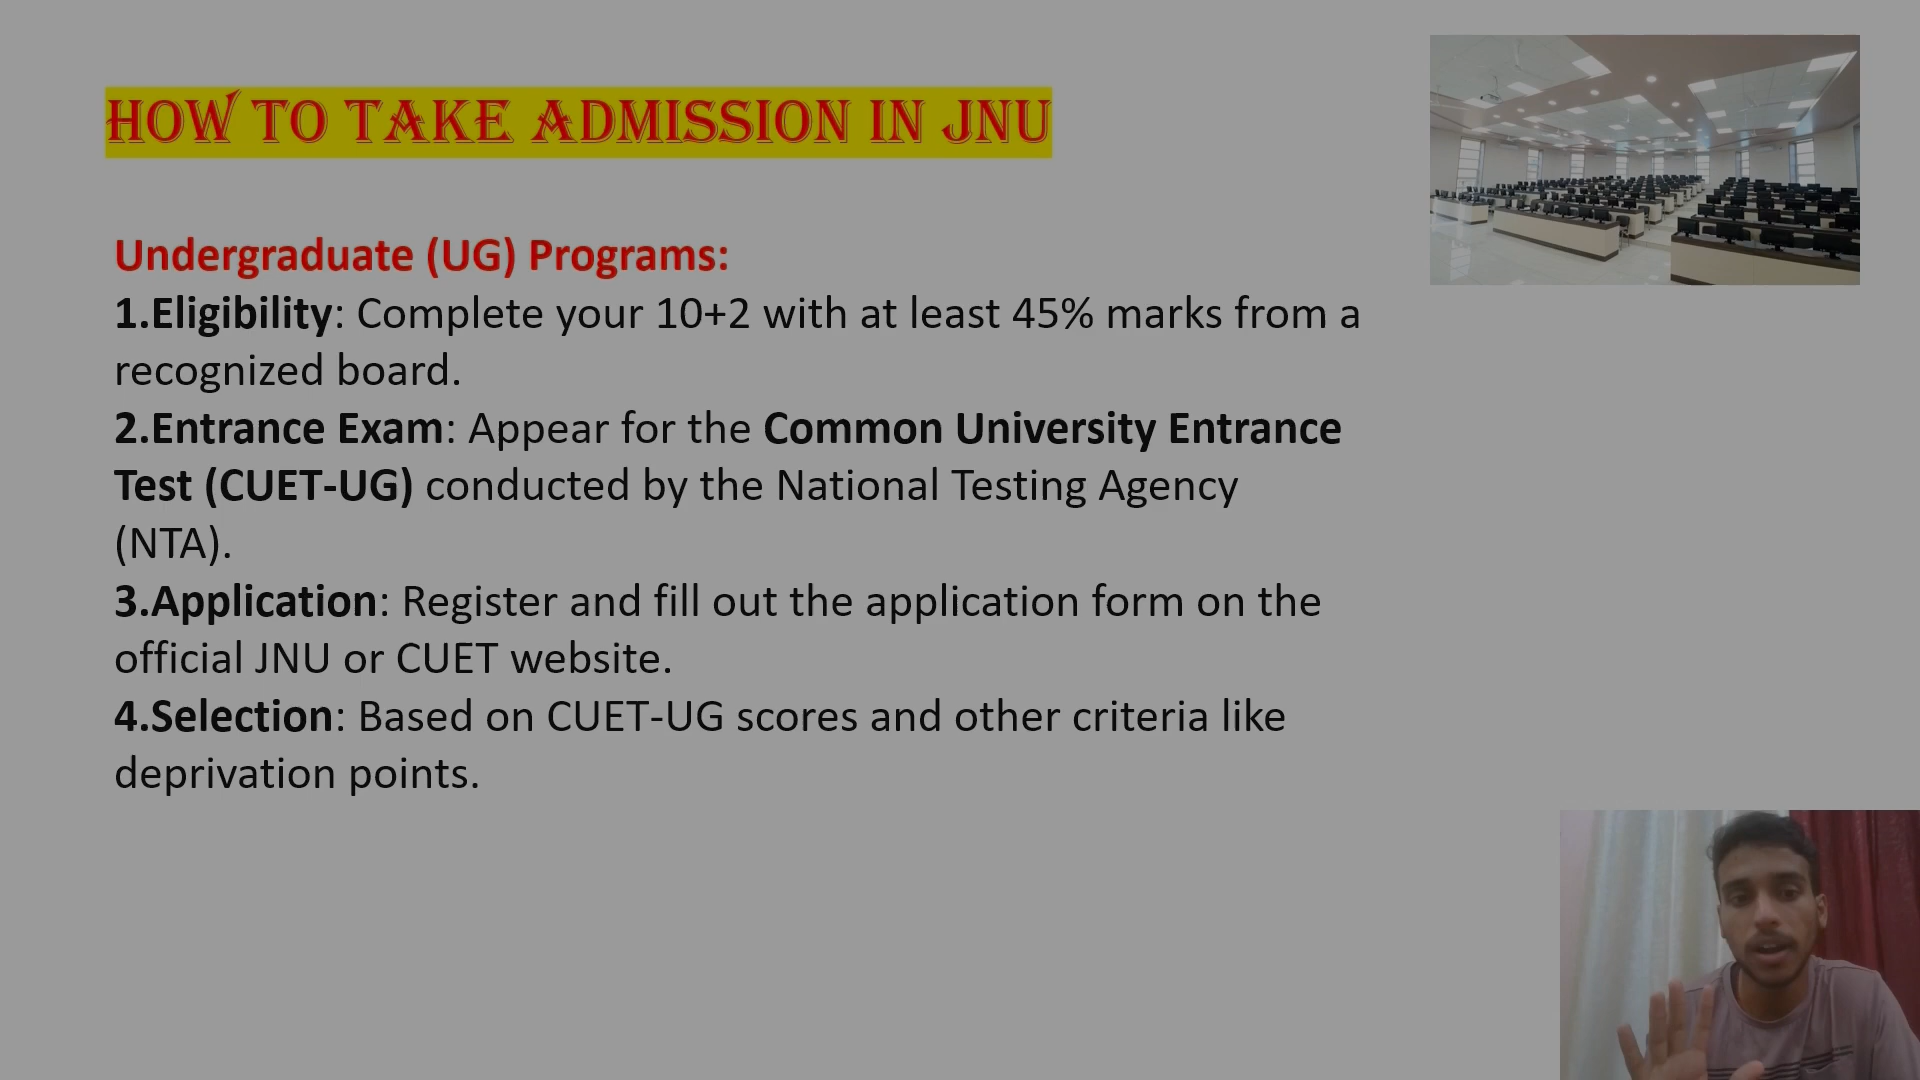 HOW TO TAKE ADMISSION IN JNU
Undergraduate (UG) Programs:
1.Eligibility: Complete your 10+2 with at least 45% marks from a
recognized board.
2.Entrance Exam: Appear for the Common University Entrance
Test (CUET-UG) conducted by the National Testing Agency
(NTA).
3.Application: Register and fill out the application form on the
official JNU or CUET website.
4.Selection: Based on CUET-UG scores and other criteria like
deprivation points.